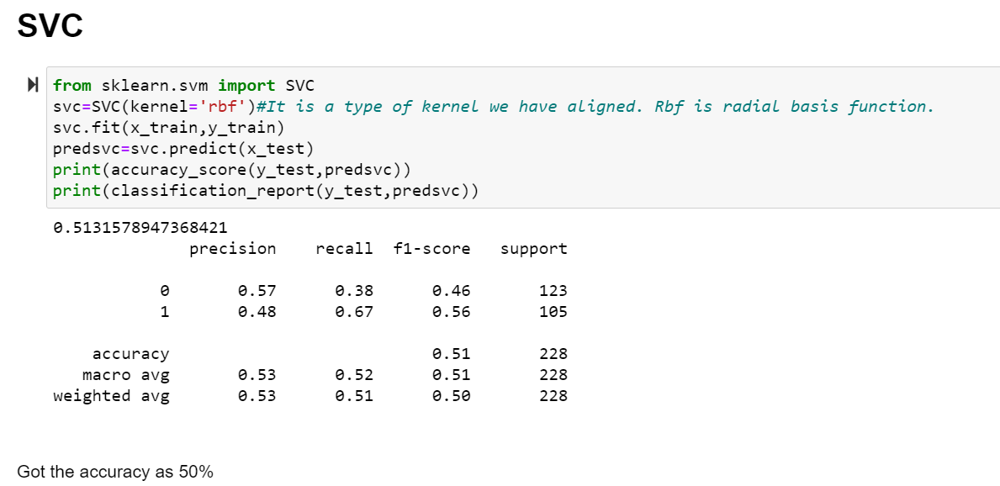 SVC
from sklearn.svm import SVC
svc=SVC(kernel='rbf')#It is a type of kernel we have aligned. Rbf is radial basis function.
svc.fit(x_train,y_train)
predsvc=svc.predict(x_test)
print(accuracy_score(y_test,predsvc))
print(classification_report(y_test,predsvc))
0.5131578947368421
precision recall f1-score support
0 0.57 0.38 0.46 123
1 0.48 0.67 0.56 105
accuracy 0.51 228
macro avg 0.53 0.52 0.51 228
weighted avg 0.53 0.51 0.50 228
Got the accuracy as 50%